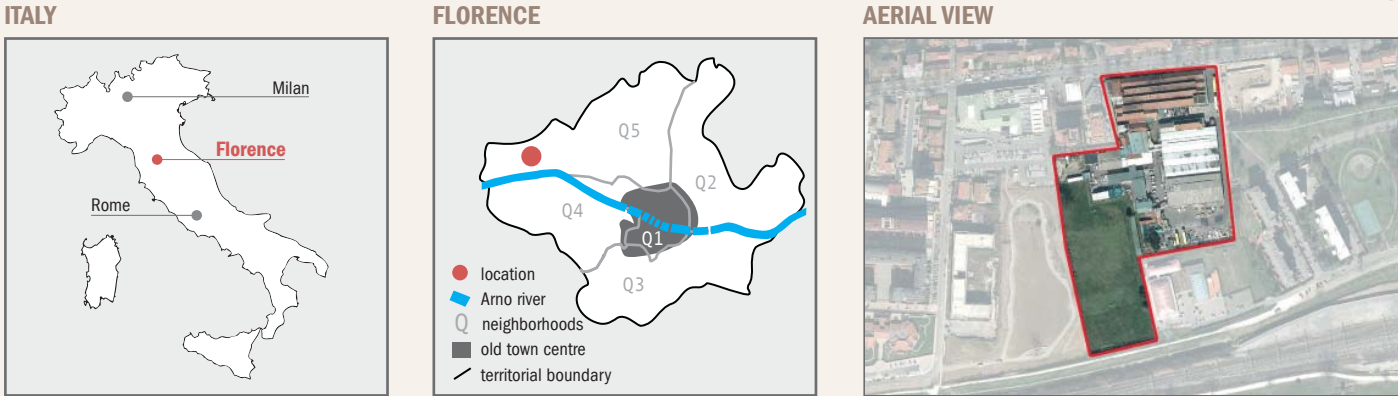 ITALY
FLORENCE
AERIAL VIEW
Milan
Florence
Rome
Q5
Q2
Q4
Q1
Q3
location
Arno river
Q neighborhoods
old town centre
territorial boundary